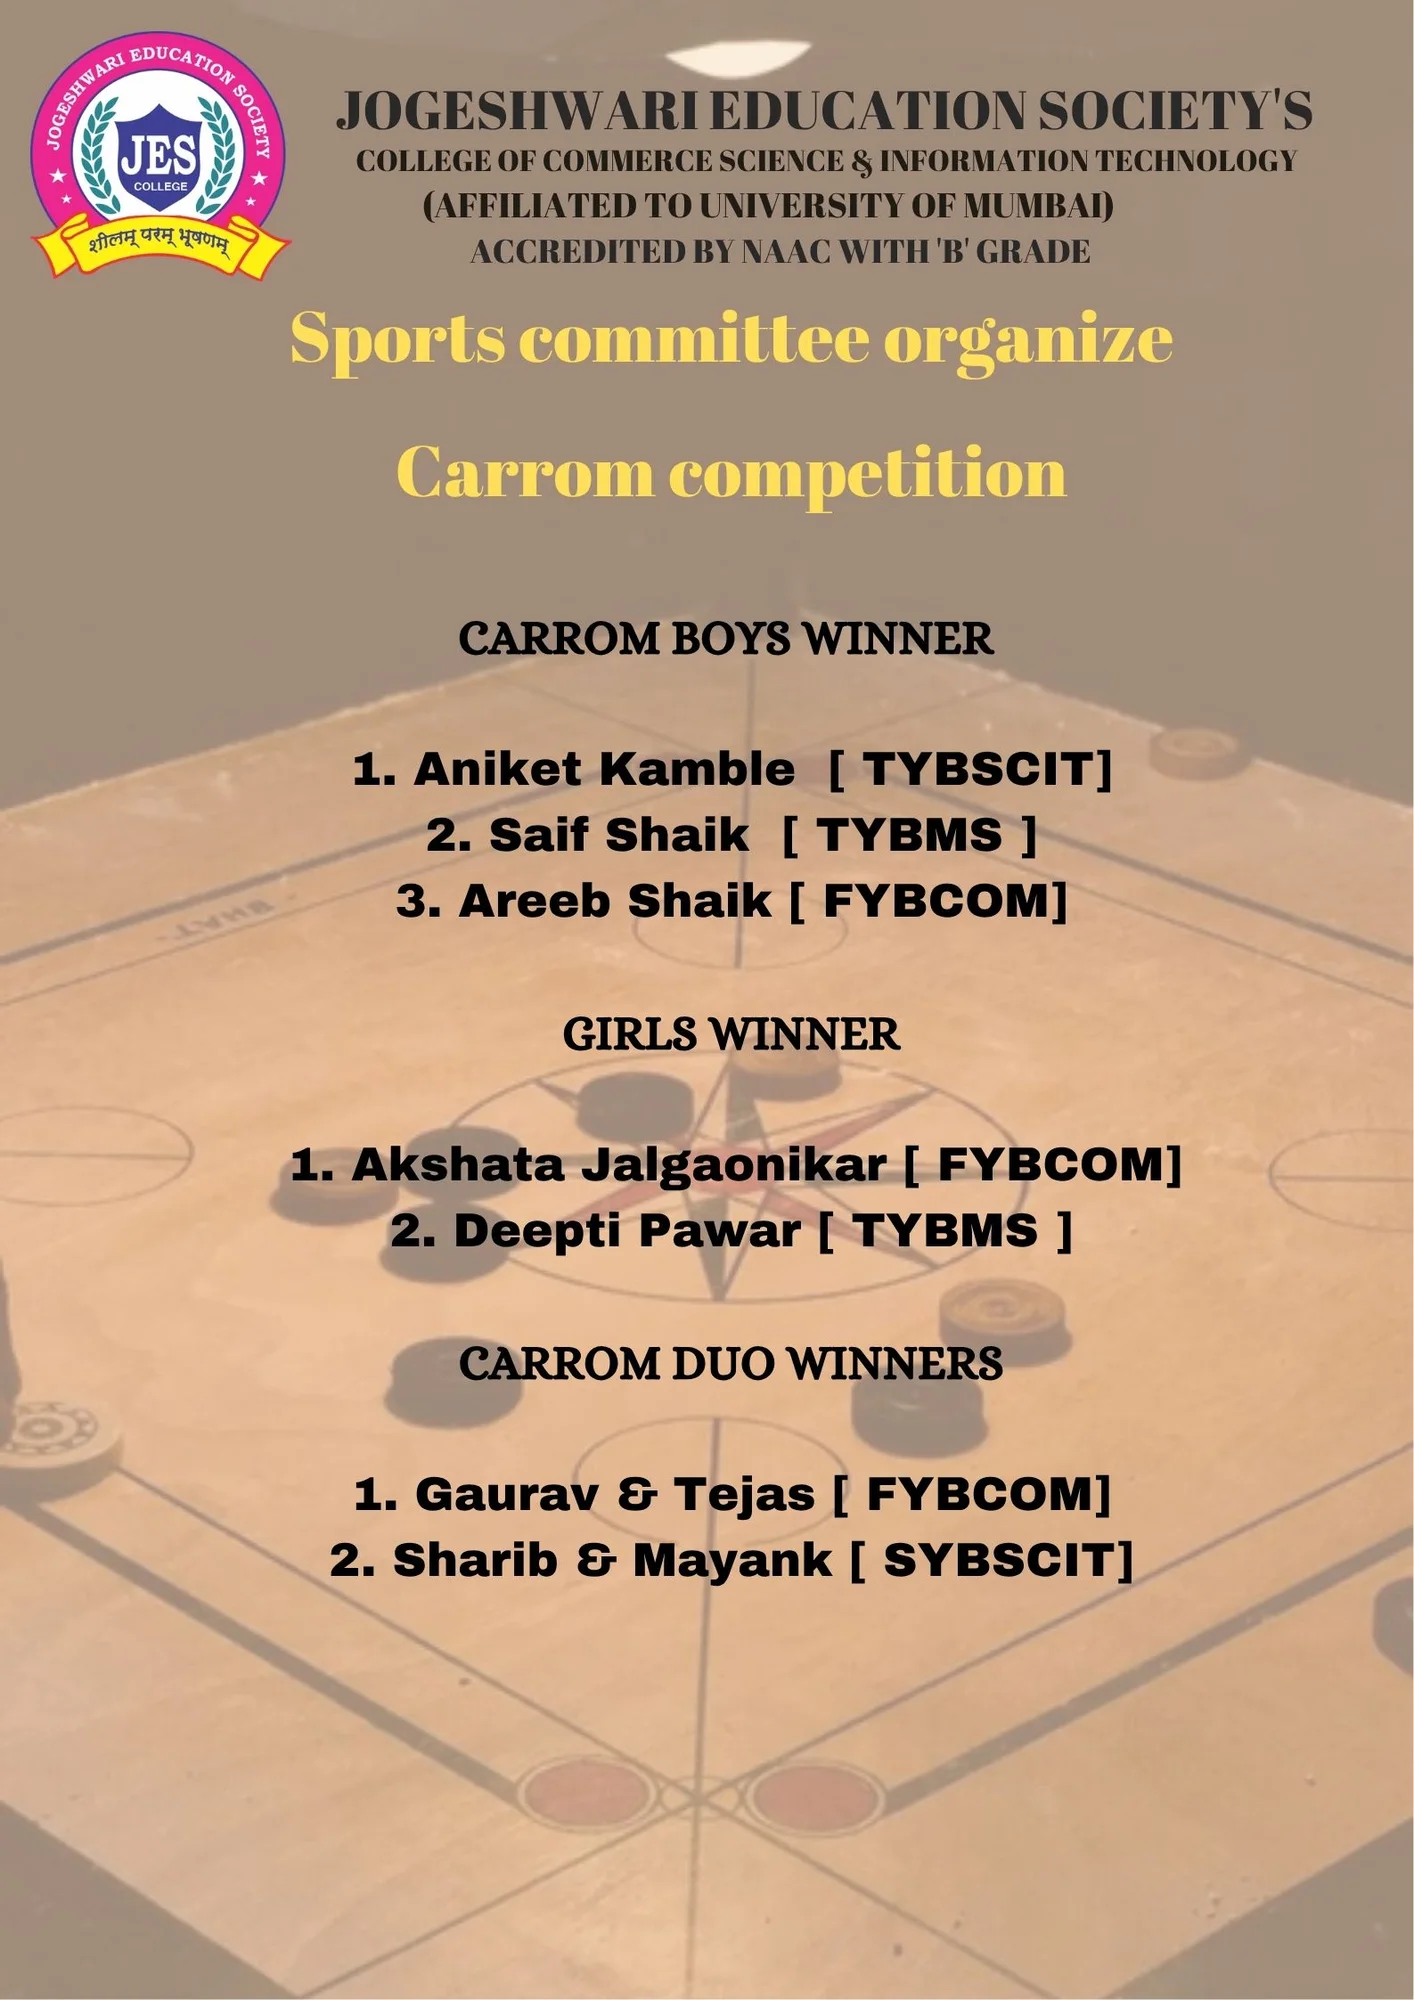 JOGESHWARI EDUCATION SOCIETY
JES
COLLEGE
शीलम् परम् भूषणम्
JOGESHWARI EDUCATION SOCIETY'S
COLLEGE OF COMMERCE SCIENCE & INFORMATION TECHNOLOGY
(AFFILIATED TO UNIVERSITY OF MUMBAI)
ACCREDITED BY NAAC WITH 'B' GRADE
Sports committee organize
Carrom competition
CARROM BOYS WINNER
1. Aniket Kamble [ TYBSCIT]
2. Saif Shaik [ TYBMS ]
3. Areeb Shaik [ FYBCOM]
BHAT
GIRLS WINNER
1. Akshata Jalgaonikar [ FYBCOM]
2. Deepti Pawar [ TYBMS ]
CARROM DUO WINNERS
1. Gaurav & Tejas [ FYBCOM]
2. Sharib & Mayank [ SYBSCIT]